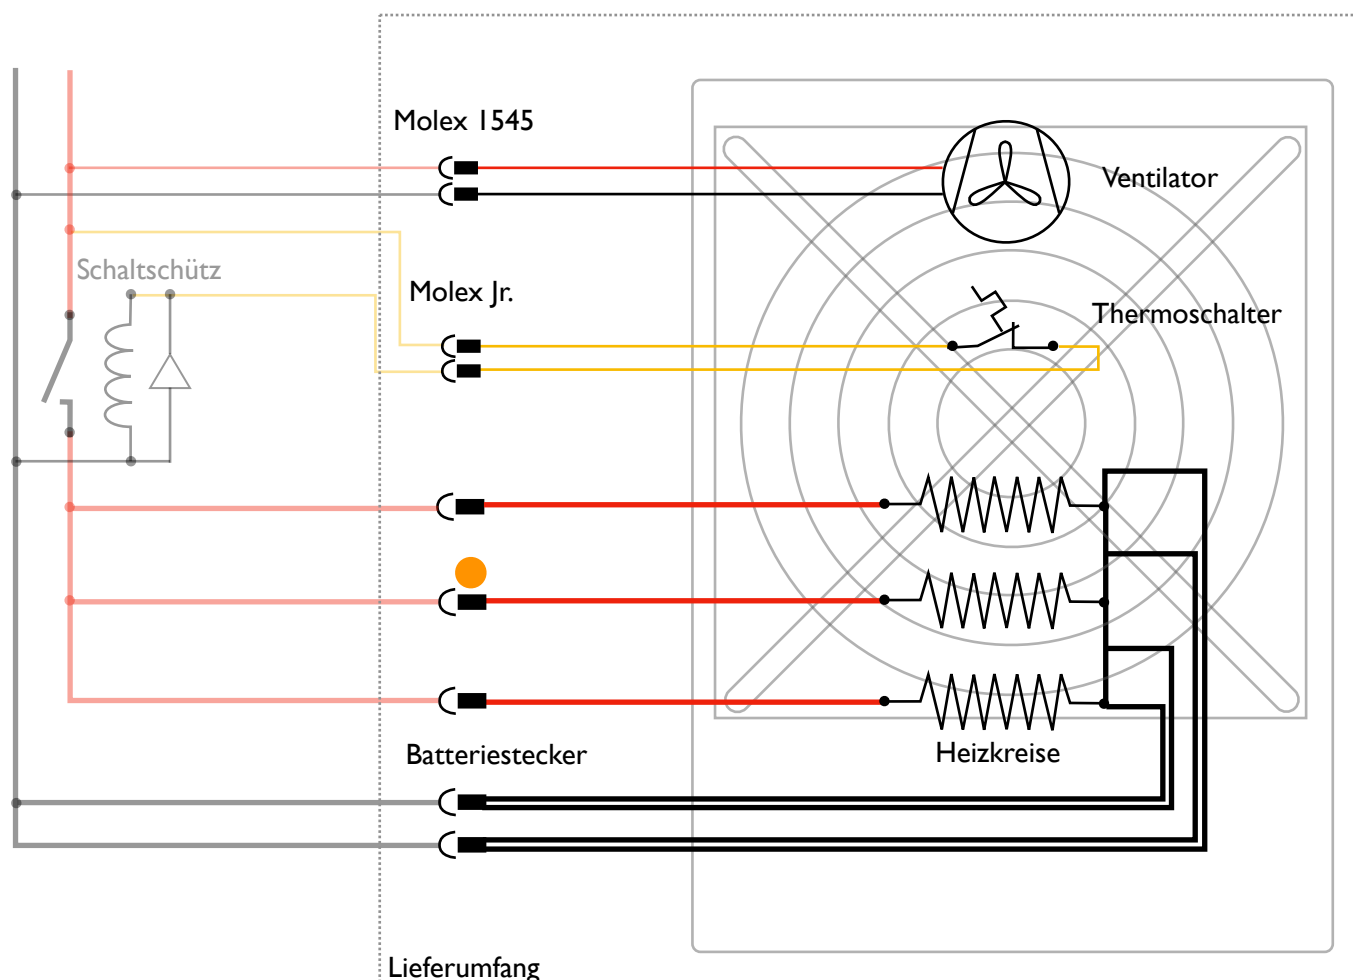 Molex 1545
Ventilator
Schaltschütz
Molex Jr.
Thermoschalter
Batteriestecker
Heizkreise
Lieferumfang